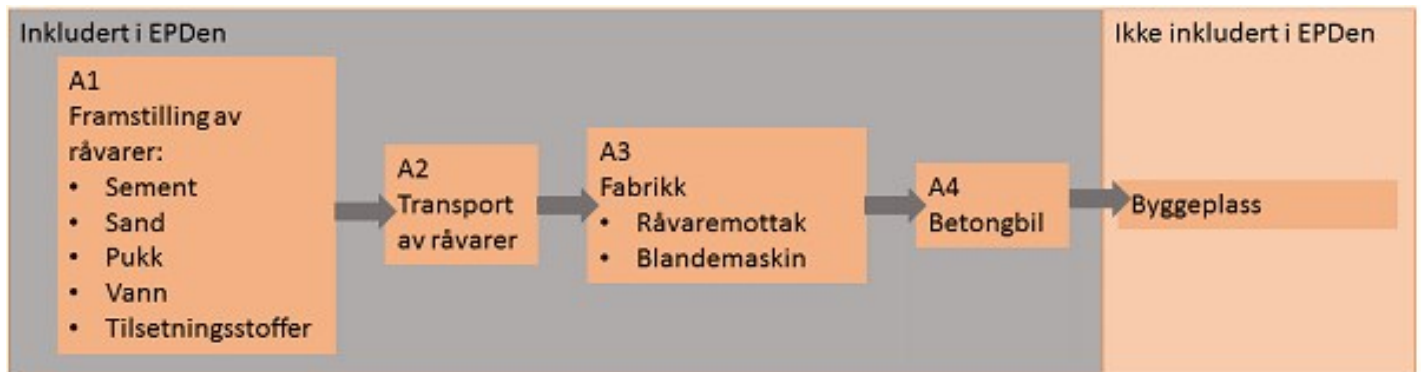 Inkludert i EPDen
Ikke inkludert i EPDen
A1
Framstilling av
råvarer:
• Sement
• Sand
• Pukk
• Vann
• Tilsetningsstoffer
A2
Transport
av råvarer
A3
Fabrikk
• Råvaremottak
• Blandemaskin
A4
Betongbil
Byggeplass